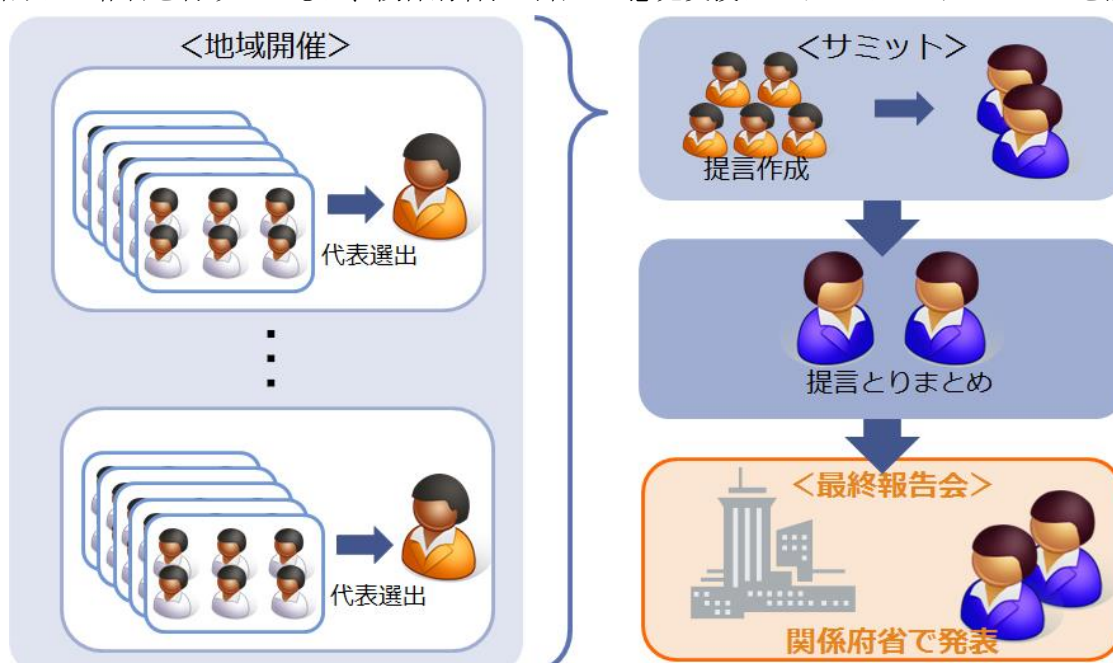 ＜地域開催＞
代表選出
代表選出
＜サミット＞
提言作成
提言とりまとめ
＜最終報告会＞
関係府省で発表